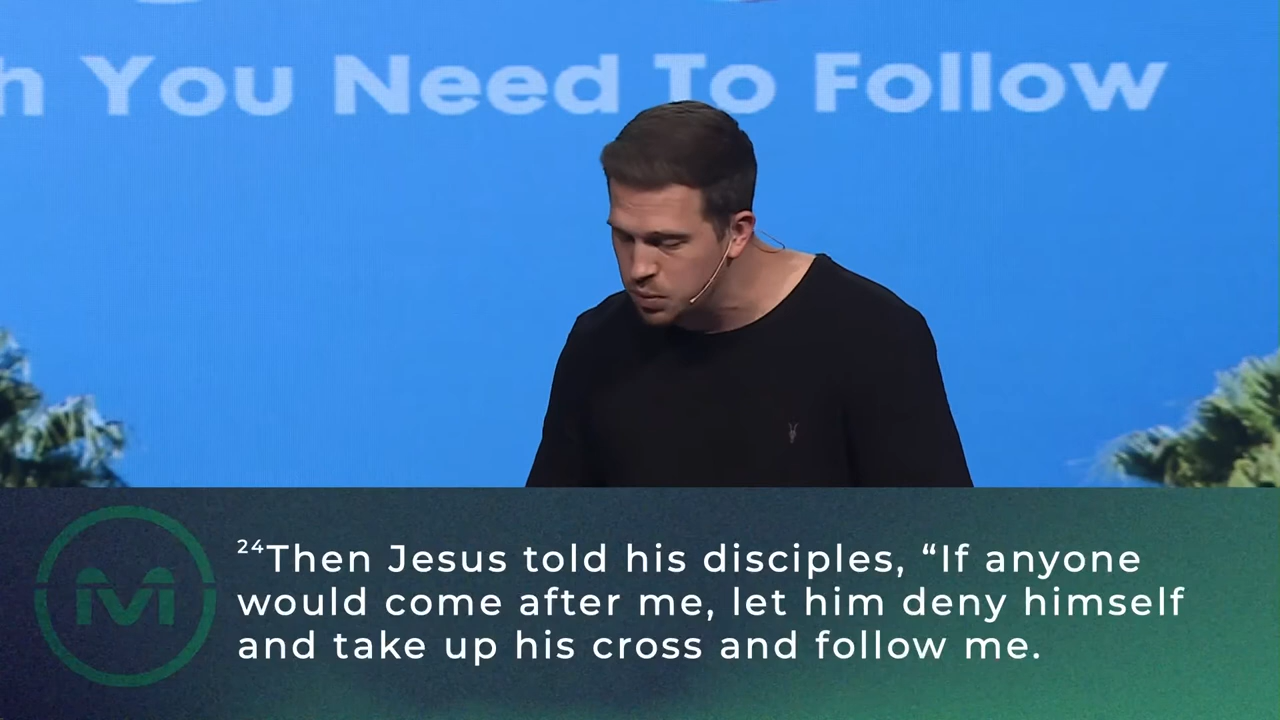 h You Need To Follow
24Then Jesus told his disciples, “If anyone
would come after me, let him deny himself
and take up his cross and follow me.